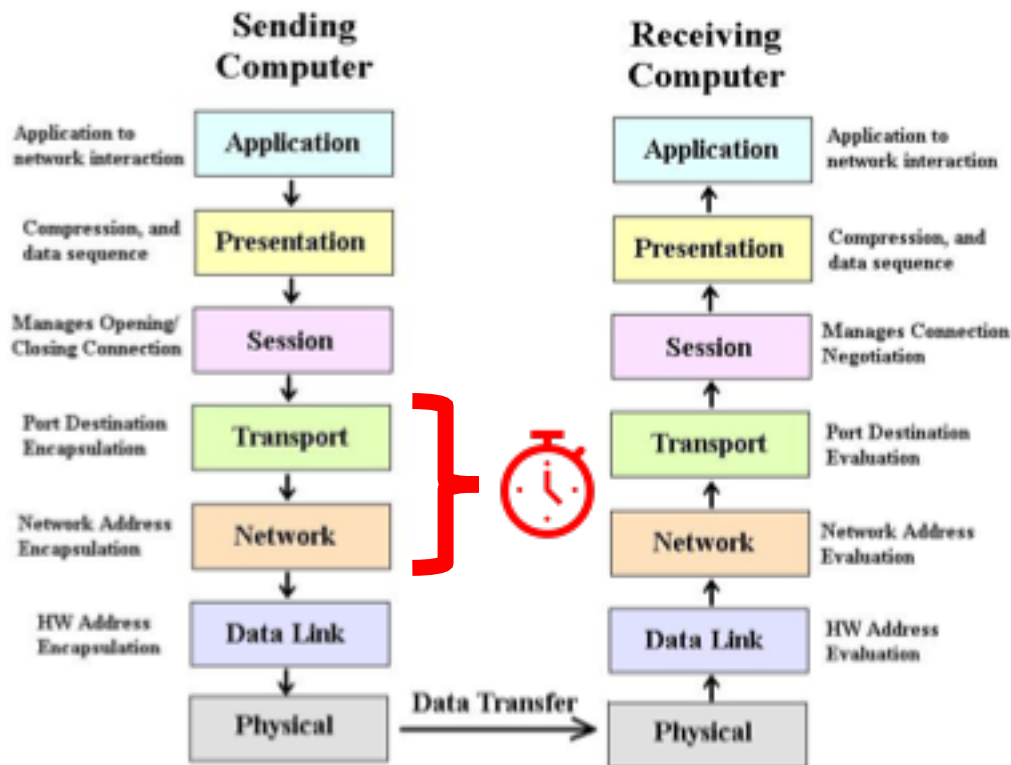 Sending
Computer
Receiving
Computer
Application to
network interaction
Application
Application
Application to
network interaction
Compression, and
data sequence
Presentation
Presentation
Compression, and
data sequence
Manages Opening/
Closing Connection
Session
Session
Manages Connection
Negotiation
Port Destination
Encapsulation
Transport
Transport
Port Destination
Evaluation
Network Address
Encapsulation
Network
Network
Network Address
Evaluation
HW Address
Encapsulation
Data Link
Data Link
HW Address
Evaluation
Physical
Data Transfer
Physical